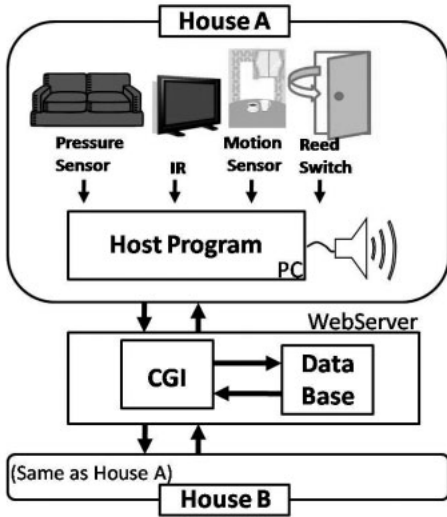 House A
Pressure
Sensor
IR
Motion
Sensor
Reed
Switch
Host Program
PC
WebServer
CGI
Data
Base
(Same as House A)
House B